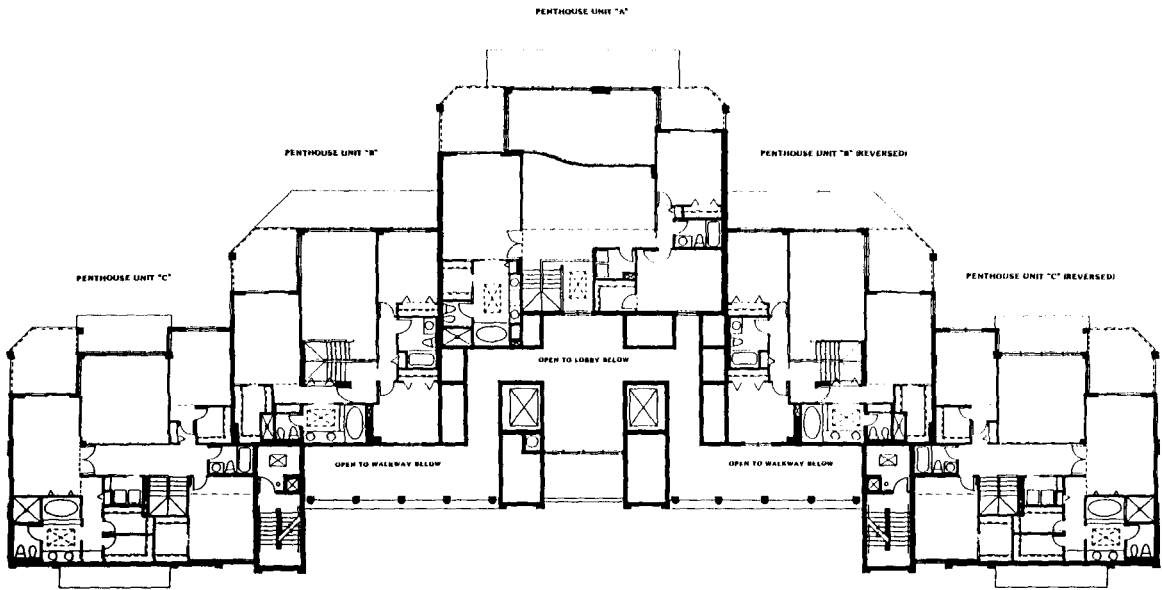 PENTHOUSE UNIT "A"
PENTHOUSE UNIT "B"
PENTHOUSE UNIT "B" (REVERSED)
PENTHOUSE UNIT "C"
PENTHOUSE UNIT "C" (REVERSED)
OPEN TO LOBBY BELOW
OPEN TO WALKWAY BELOW
OPEN TO WALKWAY BELOW